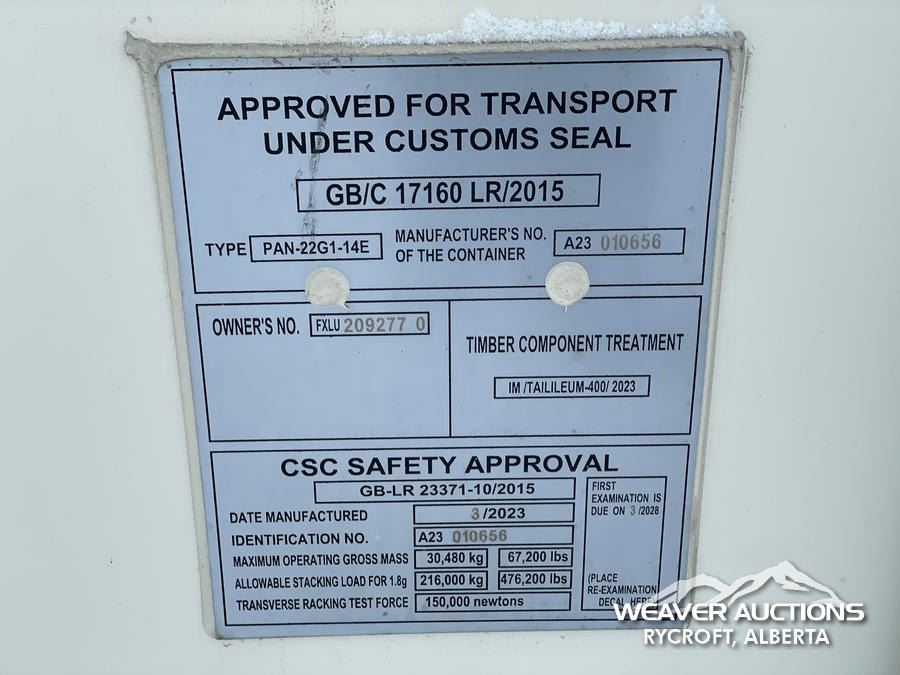 APPROVED FOR TRANSPORT
UNDER CUSTOMS SEAL
GB/C 17160 LR/2015
TYPE PAN-22G1-14E MANUFACTURER'S NO. OF THE CONTAINER A23 010656
OWNER'S NO. FXLU 209277 0
TIMBER COMPONENT TREATMENT
IM /TAILILEUM-400/ 2023
CSC SAFETY APPROVAL
GB-LR 23371-10/2015
DATE MANUFACTURED 3/2023
IDENTIFICATION NO. A23 010656
MAXIMUM OPERATING GROSS MASS 30,480 kg 67,200 lbs
ALLOWABLE STACKING LOAD FOR 1.8g 216,000 kg 476,200 lbs
TRANSVERSE RACKING TEST FORCE 150,000 newtons
FIRST
EXAMINATION IS
DUE ON 3 /2028
(PLACE
RE-EXAMINATION
DECAL HERE
WEAVER AUCTIONS
RYCROFT, ALBERTA